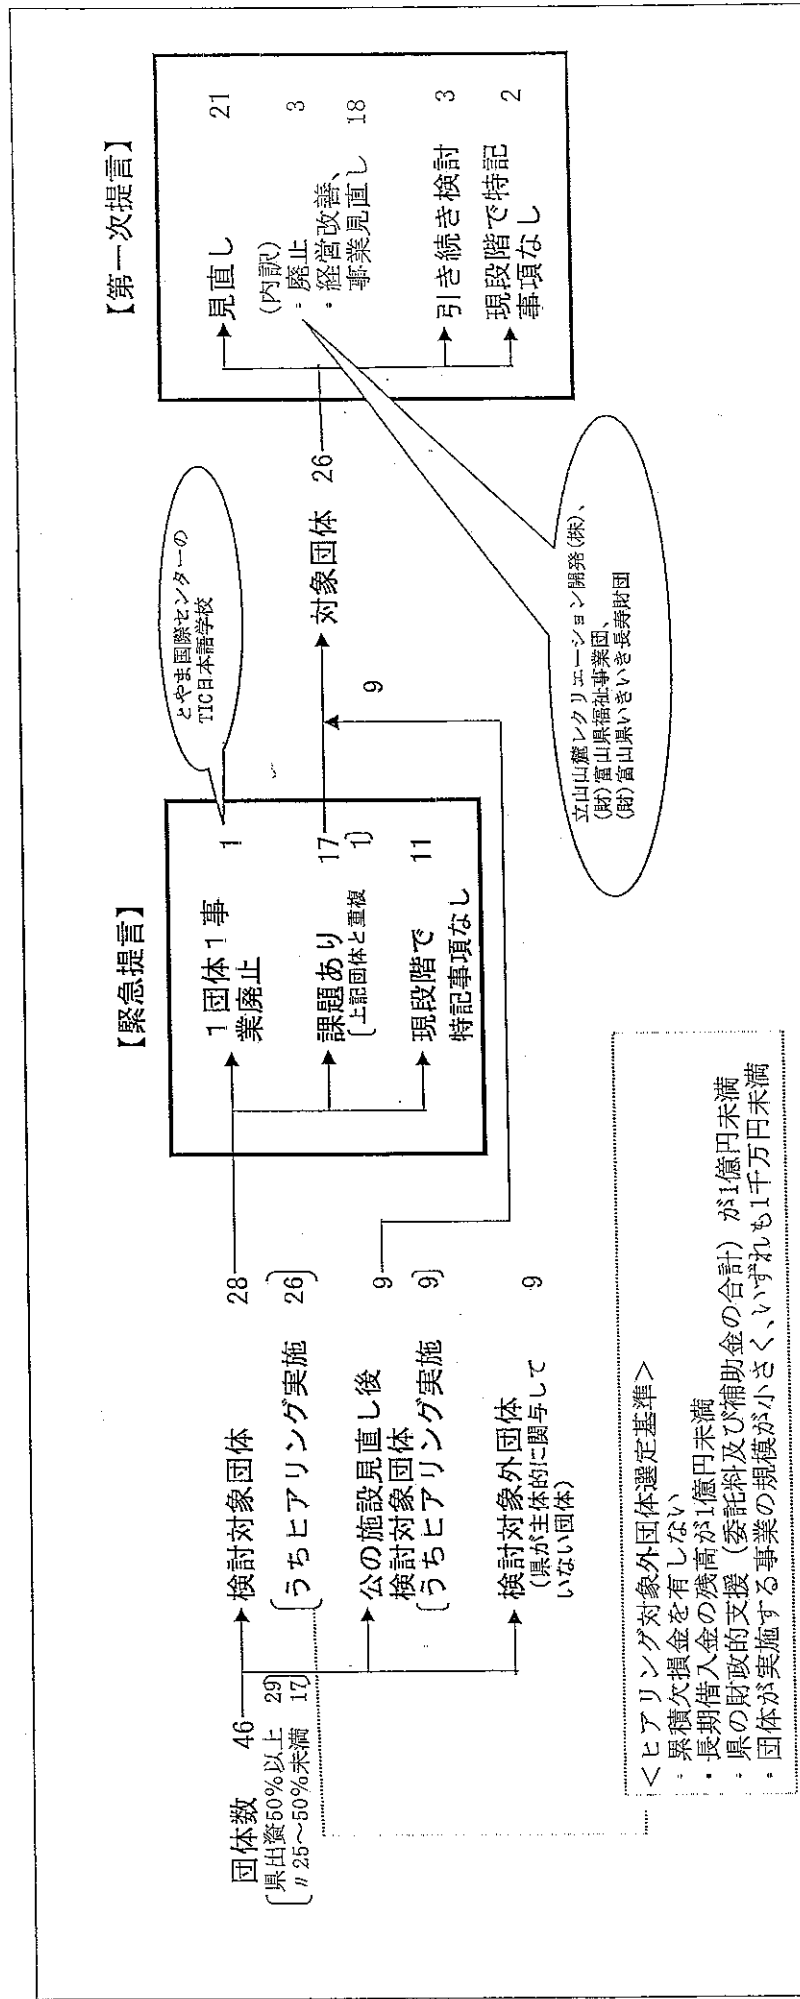 団体数 46
県出資50%以上 29
〃25~50%未満 17
検討対象団体 28
うちヒアリング実施 26
公の施設見直し後
検討対象団体 9
うちヒアリング実施 9
検討対象外団体 9
(県が主体的に関与して
いない団体)
<ヒアリング対象外団体選定基準>
・累積欠損金を有しない
・長期借入金の残高が1億円未満
・県の財政的支援(委託料及び補助金の合計)が1億円未満
・団体が実施する事業の規模が小さく、いずれも1千万円未満
【緊急提言】
1団体1事
業廃止 1
課題あり 17
上記団体と重複 1
現段階で 11
特記事項なし
とやま国際センターの
TIC日本語学校
9
対象団体 26
【第一次提言】
見直し 21
(内訳)
・廃止 3
・経営改善、 18
事業見直し
引き続き検討 3
現段階で特記 2
事項なし
立山山麓レクリエーション開発(株)、
(財)富山県福祉事業団、
(財)富山県いきいき長寿財団